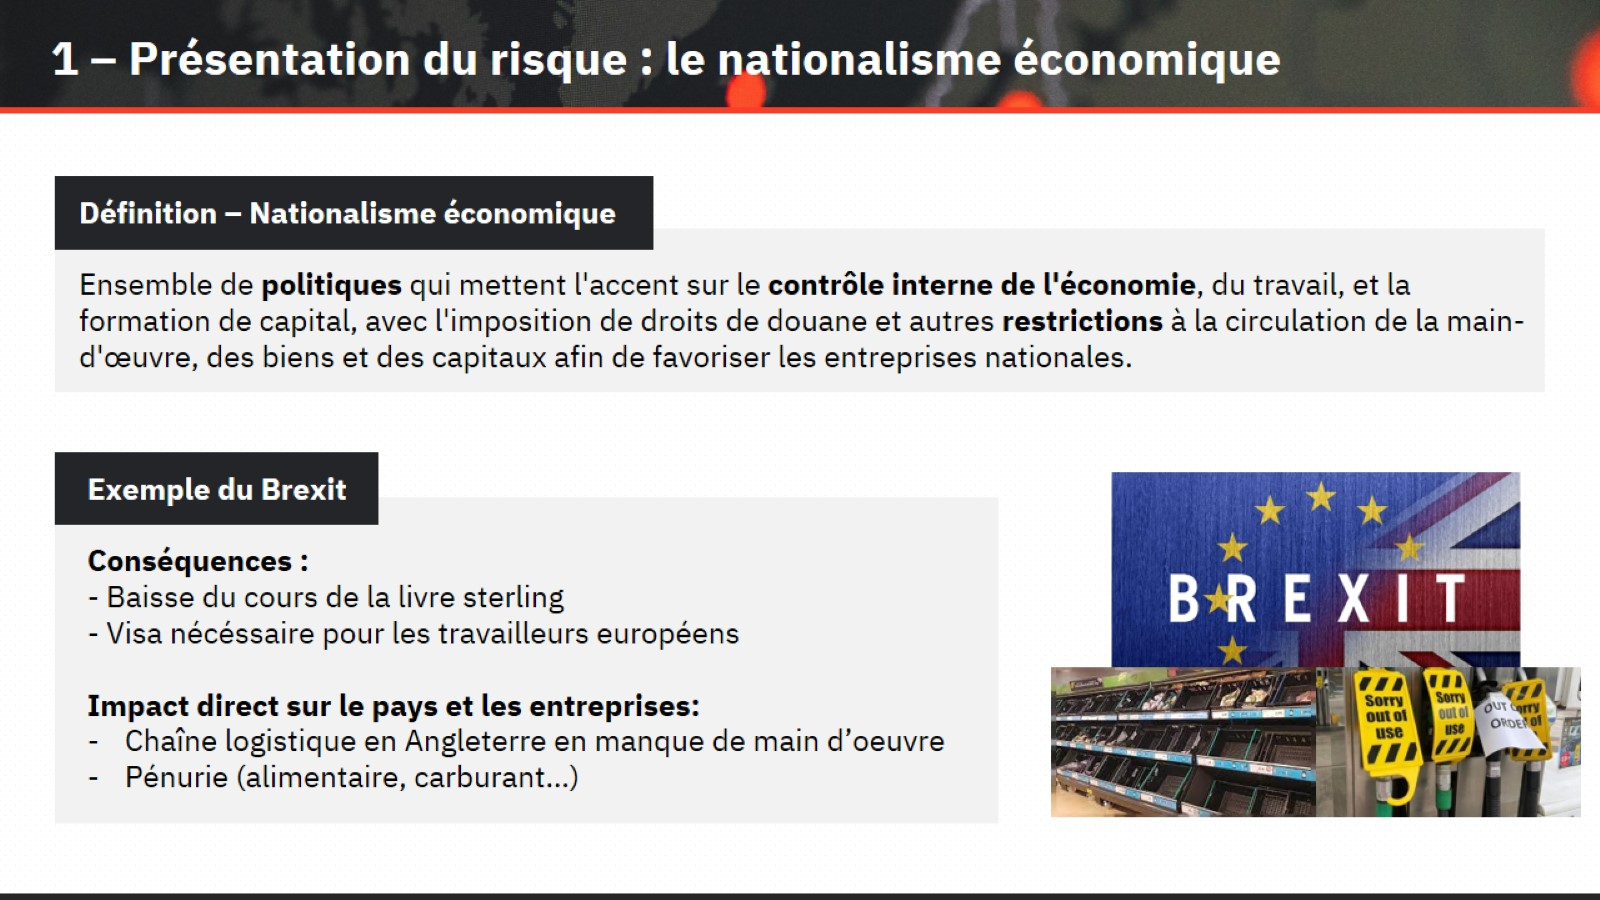 1 – Présentation du risque : le nationalisme économique
Définition – Nationalisme économique
Ensemble de politiques qui mettent l'accent sur le contrôle interne de l'économie, du travail, et la
formation de capital, avec l'imposition de droits de douane et autres restrictions à la circulation de la main-
d'œuvre, des biens et des capitaux afin de favoriser les entreprises nationales.
Exemple du Brexit
Conséquences :
- Baisse du cours de la livre sterling
- Visa nécéssaire pour les travailleurs européens
Impact direct sur le pays et les entreprises:
- Chaîne logistique en Angleterre en manque de main d’oeuvre
- Pénurie (alimentaire, carburant...)
BREXIT
Sorry
out of
use
Sorry
out of
use
OUT
ORDER
orry
of